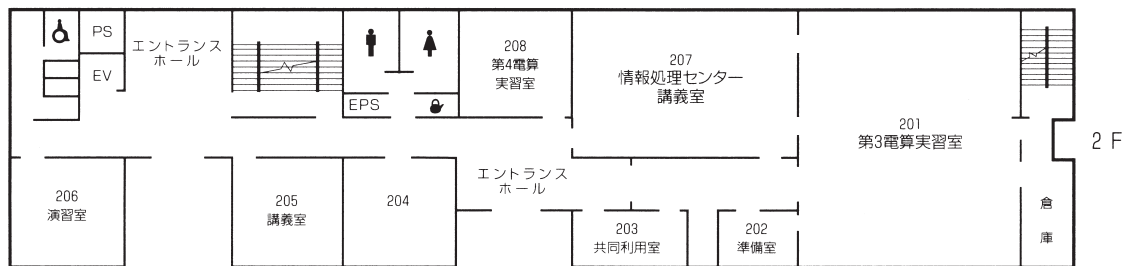 PS
EV
エントランス
ホール
EPS
208
第4電算
実習室
207
情報処理センター
講義室
201
第3電算実習室
2F
206
演習室
205
講義室
204
エントランス
ホール
203
共同利用室
202
準備室
倉
庫